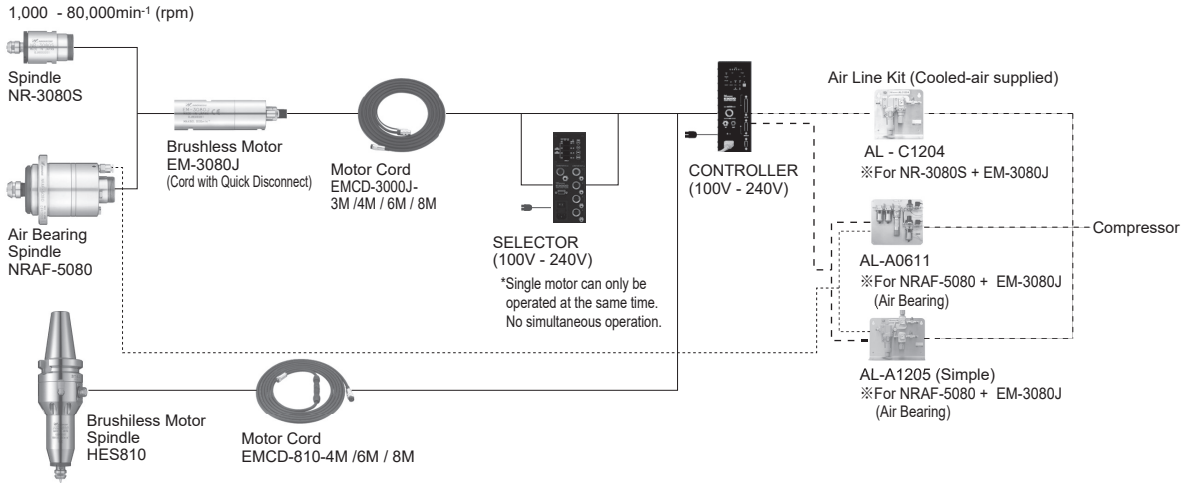 1,000 - 80,000min⁻¹ (rpm)
Spindle
NR-3080S
Air Bearing
Spindle
NRAF-5080
Brushless Motor
EM-3080J
(Cord with Quick Disconnect)
Motor Cord
EMCD-3000J-
3M /4M / 6M / 8M
SELECTOR
(100V - 240V)
*Single motor can only be
operated at the same time.
No simultaneous operation.
CONTROLLER
(100V - 240V)
Air Line Kit (Cooled-air supplied)
AL - C1204
※For NR-3080S + EM-3080J
AL-A0611
※For NRAF-5080 + EM-3080J
(Air Bearing)
AL-A1205 (Simple)
※For NRAF-5080 + EM-3080J
(Air Bearing)
Compressor
Brushiless Motor
Spindle
HES810
Motor Cord
EMCD-810-4M /6M / 8M